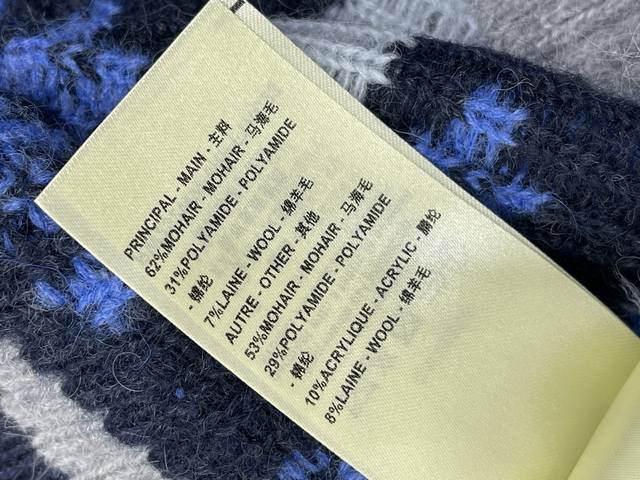 PRINCIPAL - MAIN - 主料
62%MOHAIR - MOHAIR - 马海毛
31%POLYAMIDE - POLYAMIDE
- 锦纶
7%LAINE - WOOL - 绵羊毛
AUTRE - OTHER - 其他
53%MOHAIR - MOHAIR - 马海毛
29%POLYAMIDE - POLYAMIDE
- 锦纶
10%ACRYLIQUE - ACRYLIC - 腈纶
8%LAINE - WOOL - 绵羊毛